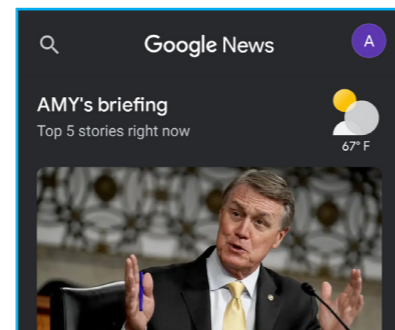 Google News
A
AMY's briefing
Top 5 stories right now
67° F